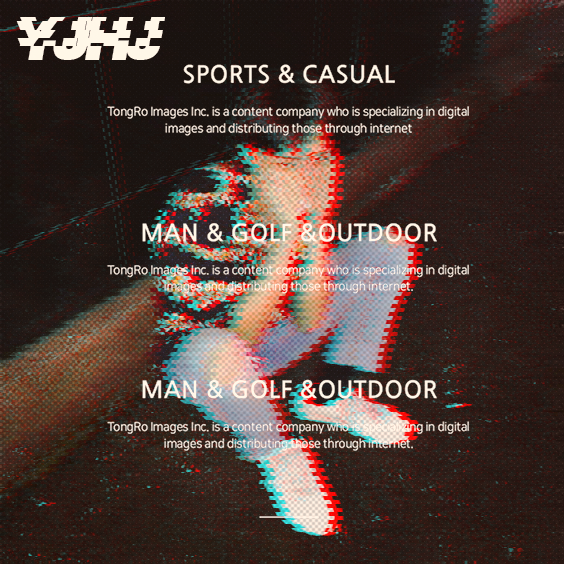 YJHJ
SPORTS & CASUAL
TongRo Images Inc. is a content company who is specializing in digital
images and distributing those through internet
MAN & GOLF &OUTDOOR
TongRo Images Inc. is a content company who is specializing in digital
images and distributing those through internet.
MAN & GOLF &OUTDOOR
TongRo Images Inc. is a content company who is specializing in digital
images and distributing those through internet.